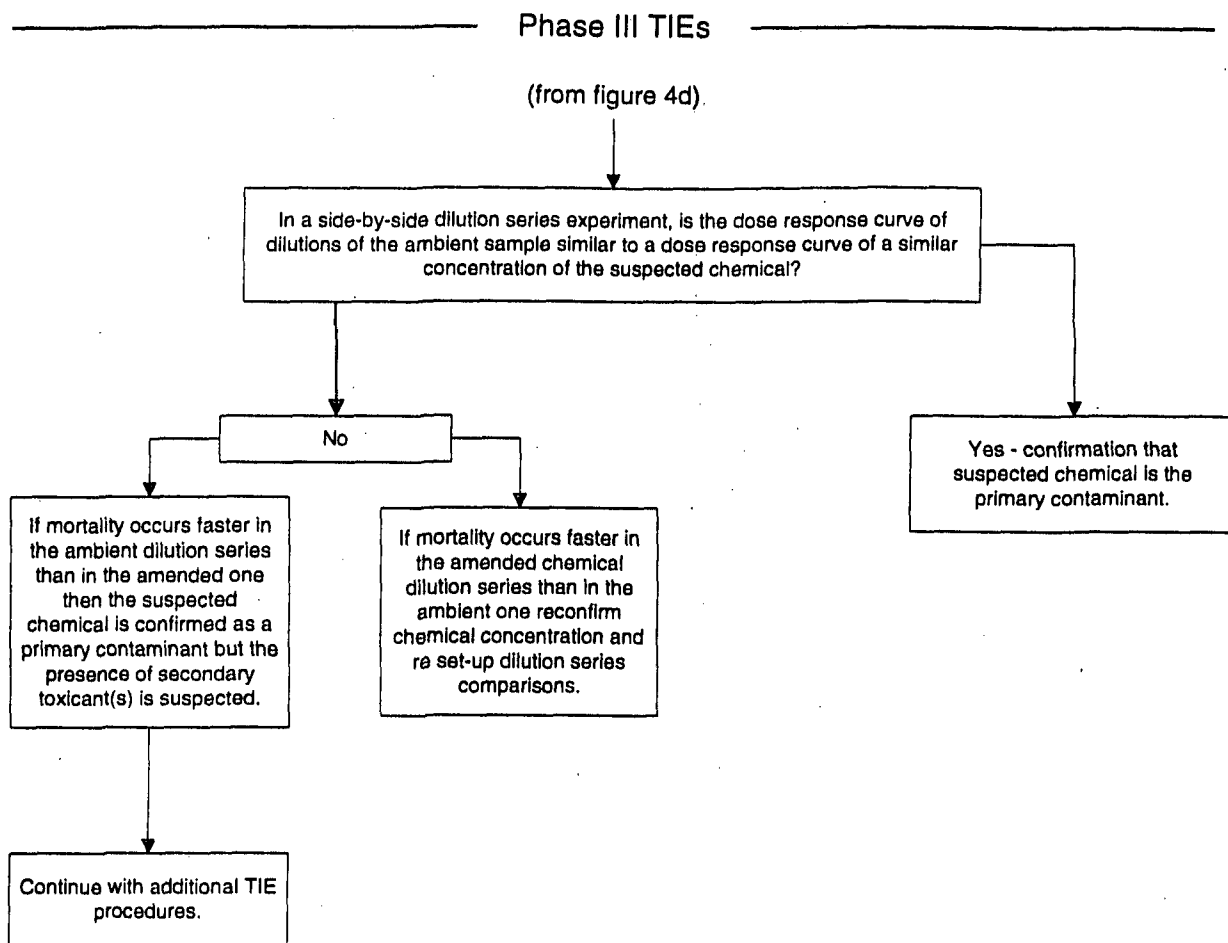 Phase III TIEs
(from figure 4d)
In a side-by-side dilution series experiment, is the dose response curve of
dilutions of the ambient sample similar to a dose response curve of a similar
concentration of the suspected chemical?
No
Yes - confirmation that
suspected chemical is the
primary contaminant.
If mortality occurs faster in
the ambient dilution series
than in the amended one
then the suspected
chemical is confirmed as a
primary contaminant but the
presence of secondary
toxicant(s) is suspected.
If mortality occurs faster in
the amended chemical
dilution series than in the
ambient one reconfirm
chemical concentration and
re set-up dilution series
comparisons.
Continue with additional TIE
procedures.